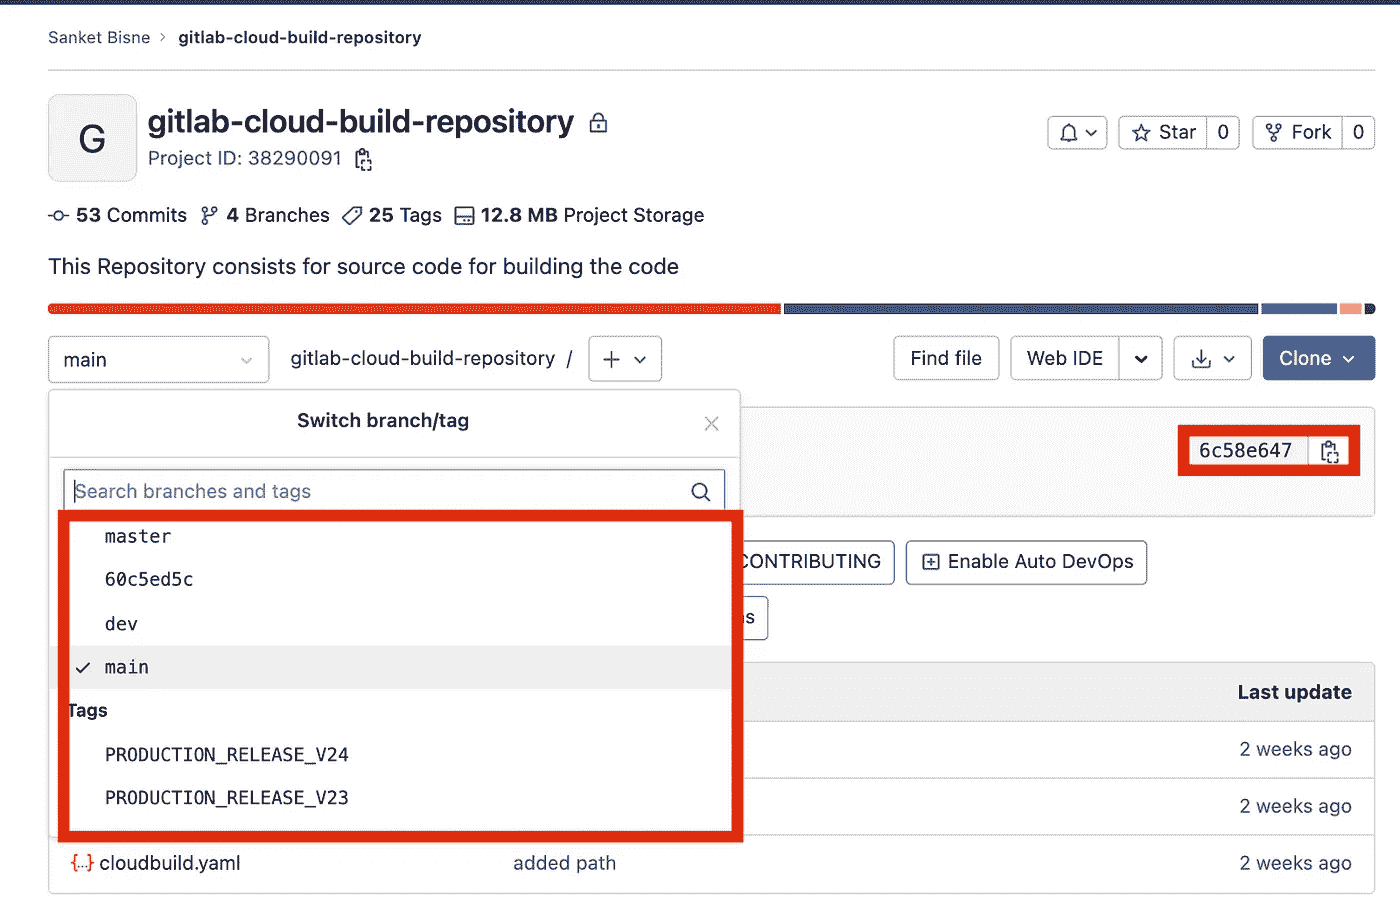 Sanket Bisne > gitlab-cloud-build-repository
G
gitlab-cloud-build-repository
Project ID: 38290091
Star 0
Fork 0
53 Commits 4 Branches 25 Tags 12.8 MB Project Storage
This Repository consists for source code for building the code
main
gitlab-cloud-build-repository /
Find file
Web IDE
Clone
Switch branch/tag
6c58e647
Search branches and tags
master
60c5ed5c
dev
main
Tags
PRODUCTION_RELEASE_V24
PRODUCTION_RELEASE_V23
CONTRIBUTING
Enable Auto DevOps
Last update
2 weeks ago
2 weeks ago
cloudbuild.yaml added path 2 weeks ago